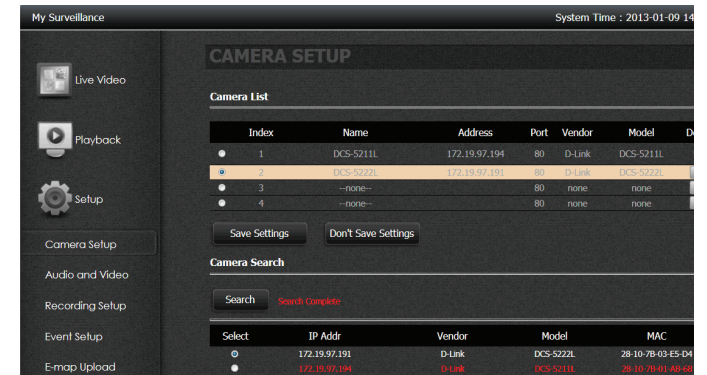 My Surveillance System Time : 2013-01-09 14
CAMERA SETUP
Live Video
Camera List
Index Name Address Port Vendor Model
Playback
1 DCS-5211L 172.19.97.194 80 D-Link DCS-5211L
2 DCS-5222L 172.19.97.191 80 D-Link DCS-5222L
3 --none-- 80 none none
Setup
4 --none-- 80 none none
Save Settings Don't Save Settings
Camera Setup
Camera Search
Audio and Video
Search Search Complete
Recording Setup
Event Setup
Select IP Addr Vendor Model MAC
172.19.97.191 D-Link DCS-5222L 28-10-7B-03-E5-D4
E-map Upload
172.19.97.194 D-Link DCS-5211L